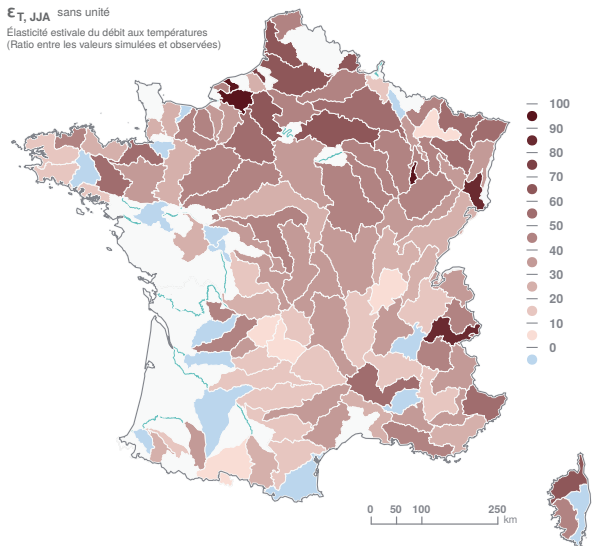 ε T, JJA sans unité
Élasticité estivale du débit aux températures
(Ratio entre les valeurs simulées et observées)
100
90
80
70
60
50
40
30
20
10
0
0 50 100 250
km